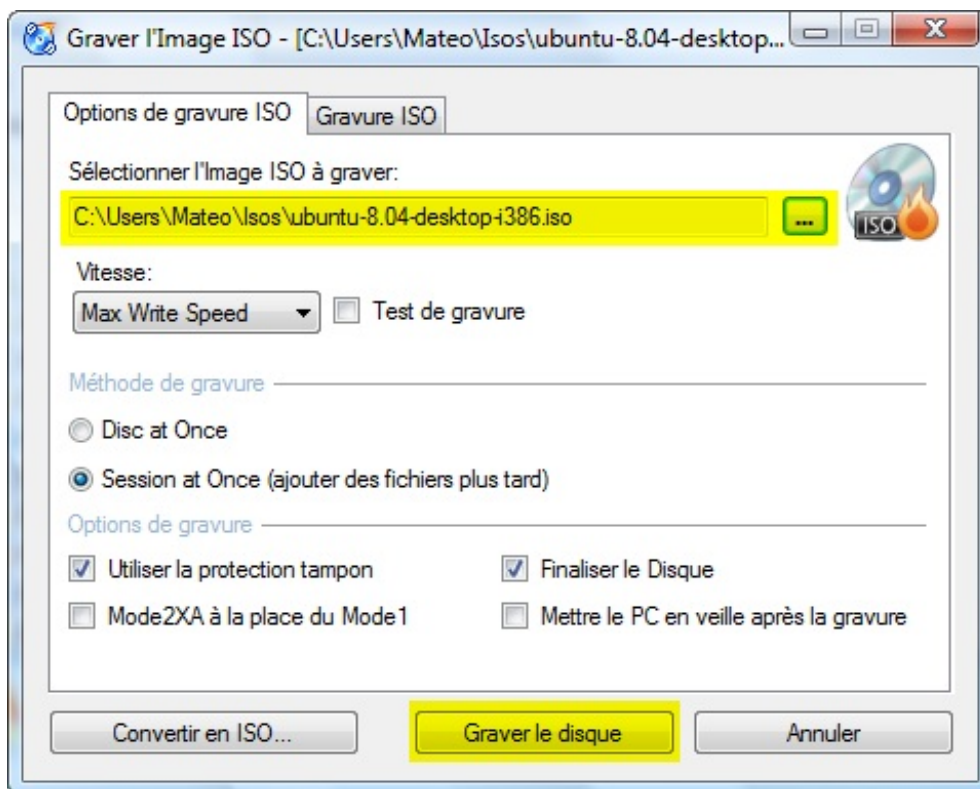 Graver l'Image ISO - [C:\Users\Mateo\Isos\ubuntu-8.04-desktop...
Options de gravure ISO
Gravure ISO
Sélectionner l'Image ISO à graver:
C:\Users\Mateo\Isos\ubuntu-8.04-desktop-i386.iso
...
ISO
Vitesse:
Max Write Speed
Test de gravure
Méthode de gravure
Disc at Once
Session at Once (ajouter des fichiers plus tard)
Options de gravure
Utiliser la protection tampon
Finaliser le Disque
Mode2XA à la place du Mode1
Mettre le PC en veille après la gravure
Convertir en ISO...
Graver le disque
Annuler